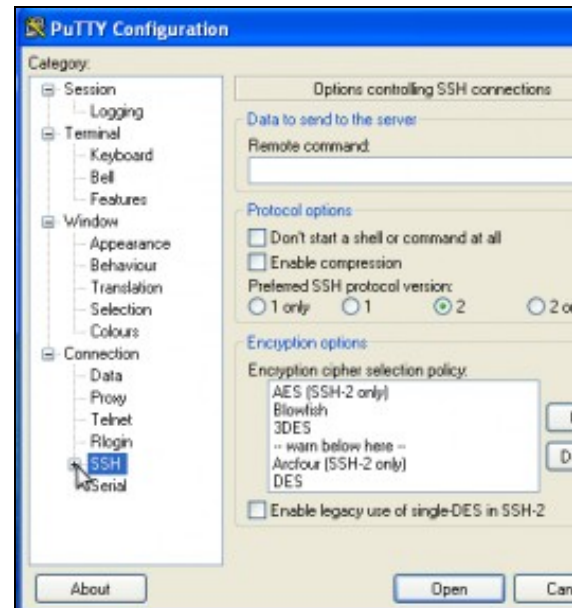 PuTTY Configuration
Category:
Session
Logging
Terminal
Keyboard
Bell
Features
Window
Appearance
Behaviour
Translation
Selection
Colours
Connection
Data
Proxy
Telnet
Rlogin
SSH
Serial
Options controlling SSH connections
Data to send to the server
Remote command:
Protocol options
Don't start a shell or command at all
Enable compression
Preferred SSH protocol version:
1 only 1 2 2
Encryption options
Encryption cipher selection policy:
AES (SSH-2 only)
Blowfish
3DES
-- warn below here --
Arcfour (SSH-2 only)
DES
Enable legacy use of single-DES in SSH-2
About Open